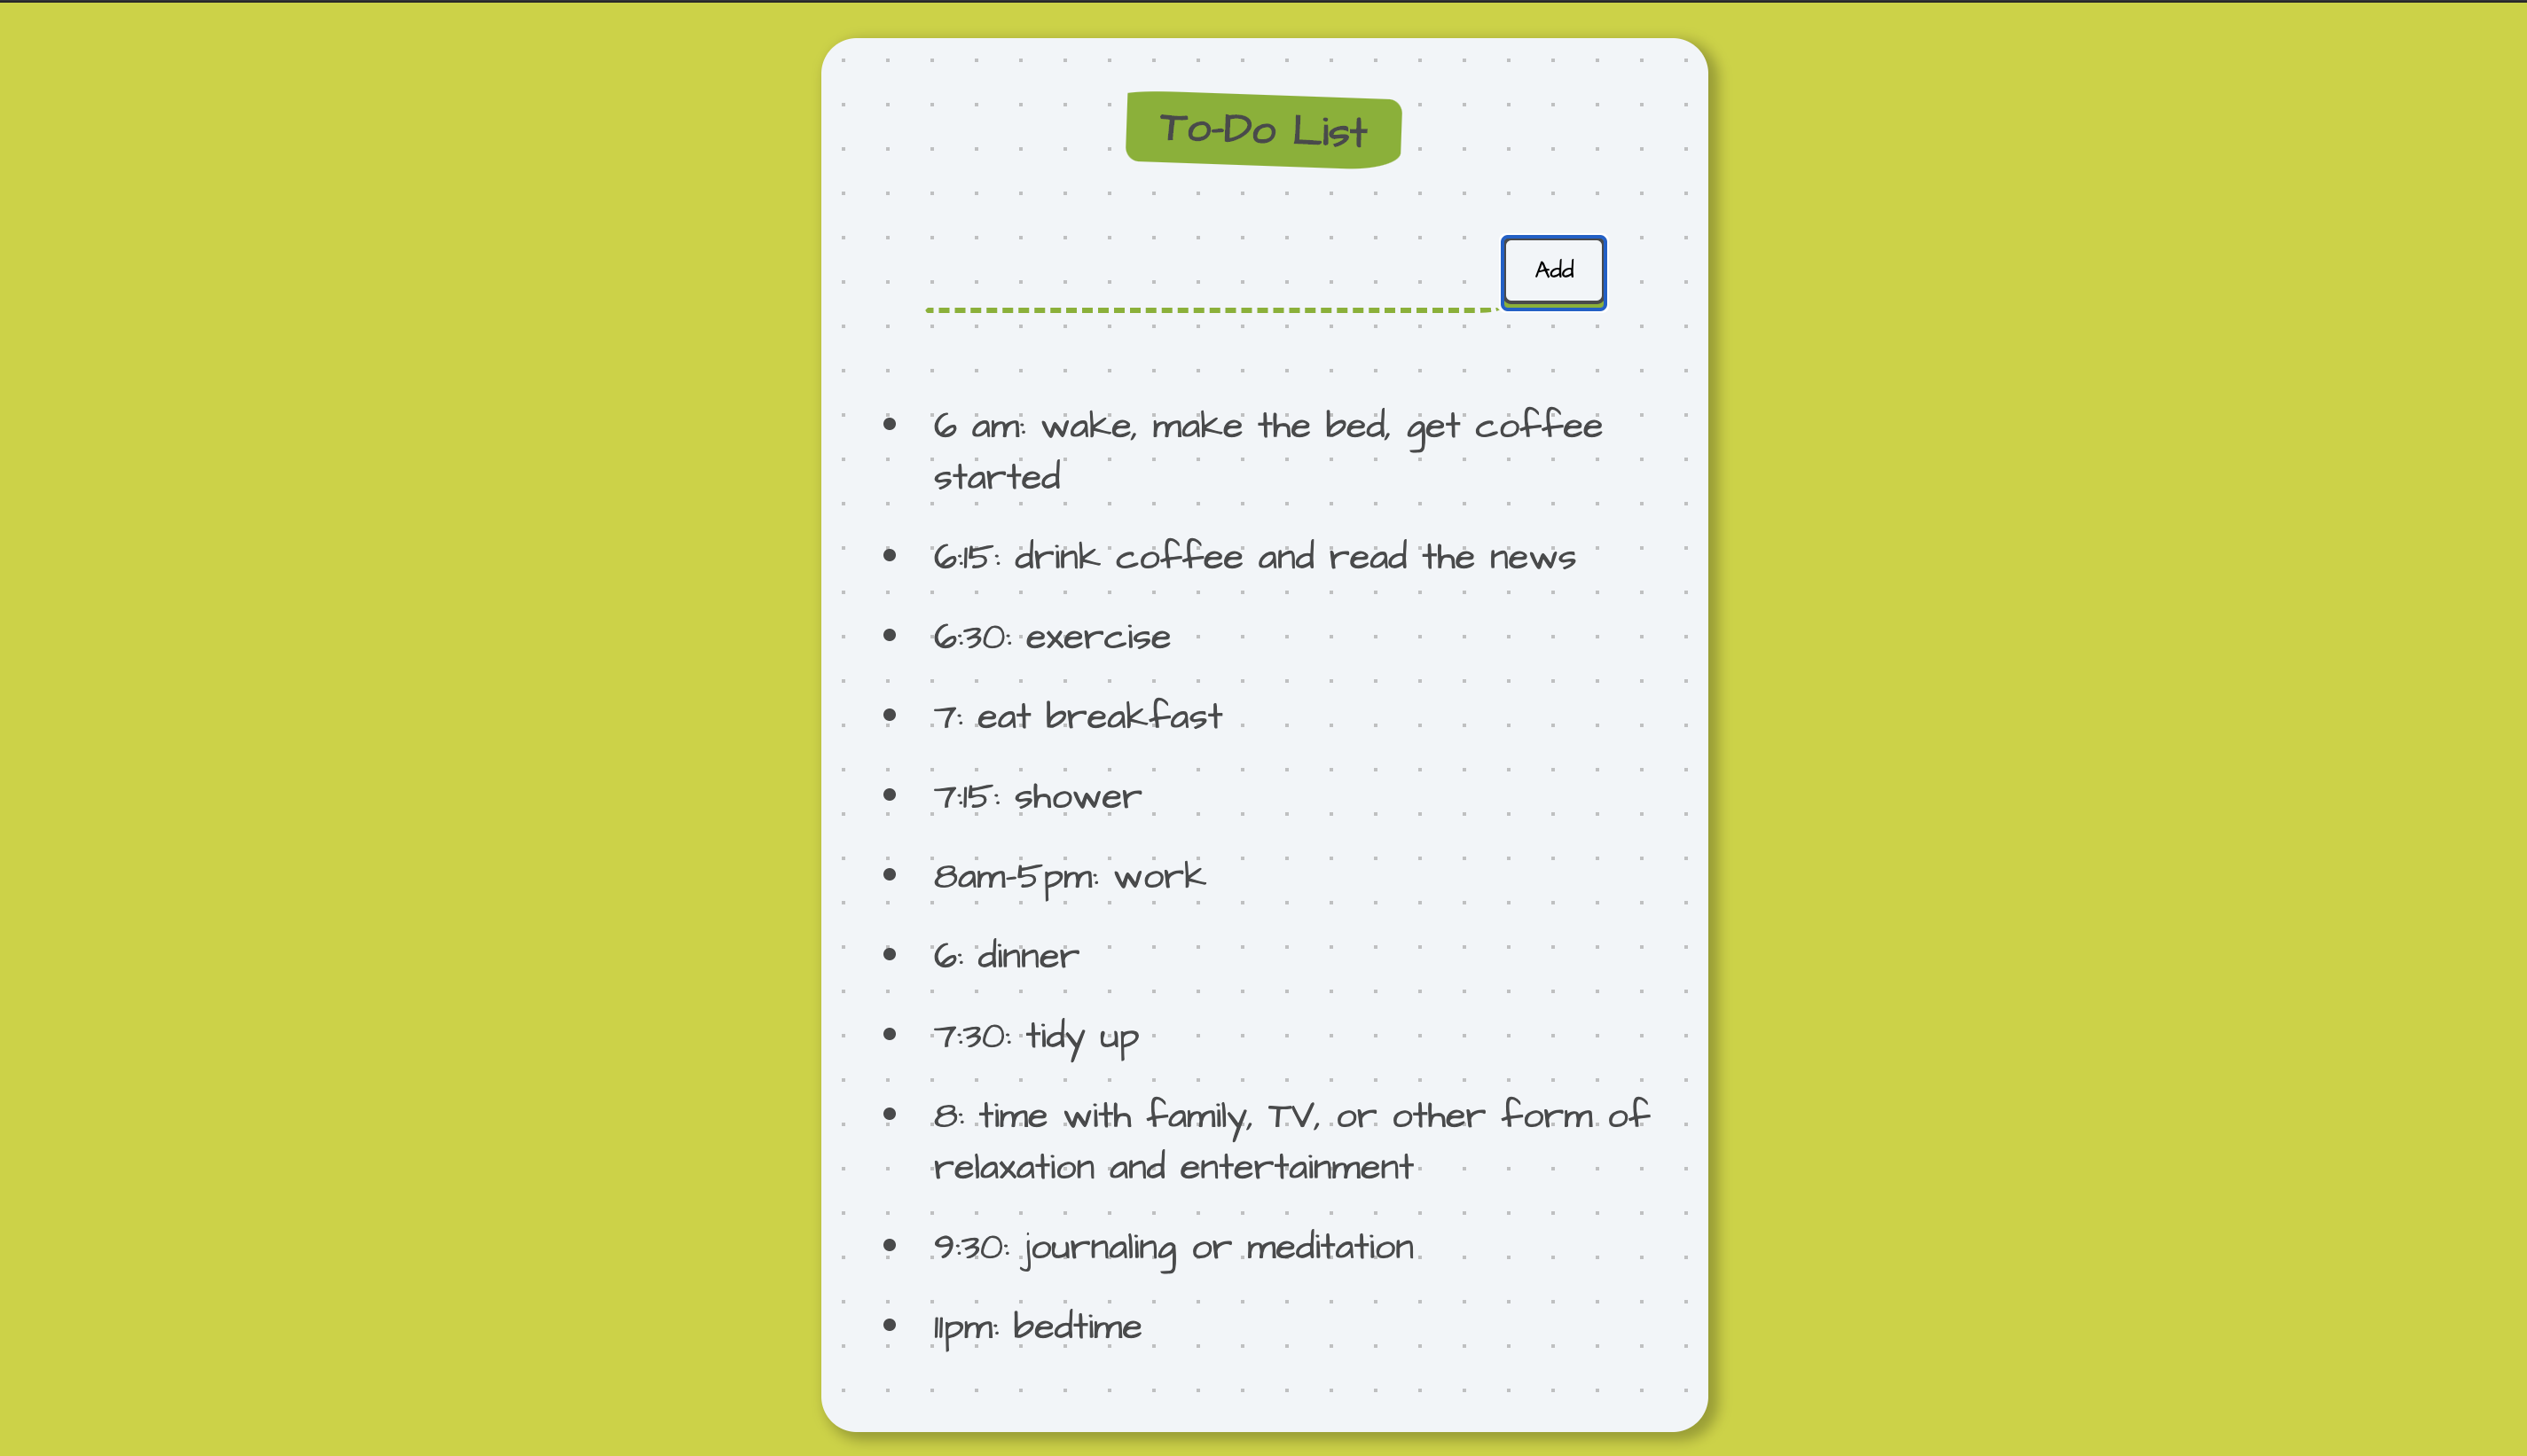 To-Do List
Add
6 am: wake, make the bed, get coffee
started
6:15: drink coffee and read the news
6:30: exercise
7: eat breakfast
7:15: shower
8am-5pm: work
6: dinner
7:30: tidy up
8: time with family, TV, or other form of
relaxation and entertainment
9:30: journaling or meditation
11pm: bedtime